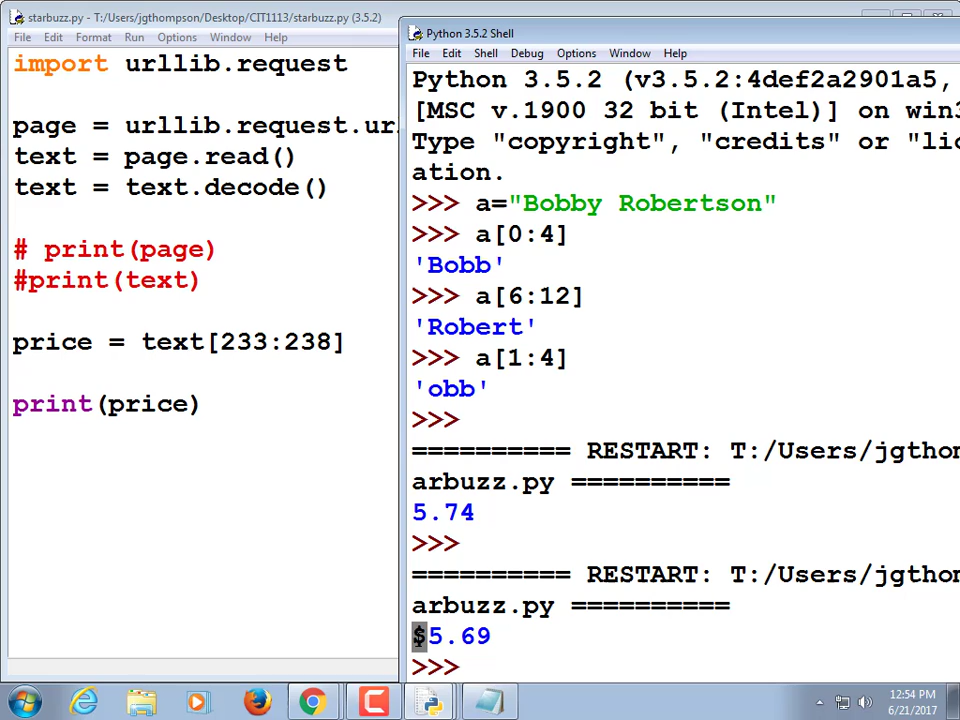 starbuzz.py - T:/Users/jgthompson/Desktop/CIT1113/starbuzz.py (3.5.2)
File Edit Format Run Options Window Help
import urllib.request
page = urllib.request.ur
text = page.read()
text = text.decode()
# print(page)
#print(text)
price = text[233:238]
print(price)
Python 3.5.2 Shell
File Edit Shell Debug Options Window Help
Python 3.5.2 (v3.5.2:4def2a2901a5,
[MSC v.1900 32 bit (Intel)] on win3
Type "copyright", "credits" or "lic
ation.
>>> a="Bobby Robertson"
>>> a[0:4]
'Bobb'
>>> a[6:12]
'Robert'
>>> a[1:4]
'obb'
>>>
========== RESTART: T:/Users/jgthom
arbuzz.py ==========
5.74
>>>
========== RESTART: T:/Users/jgthom
arbuzz.py ==========
$5.69
>>>
12:54 PM
6/21/2017